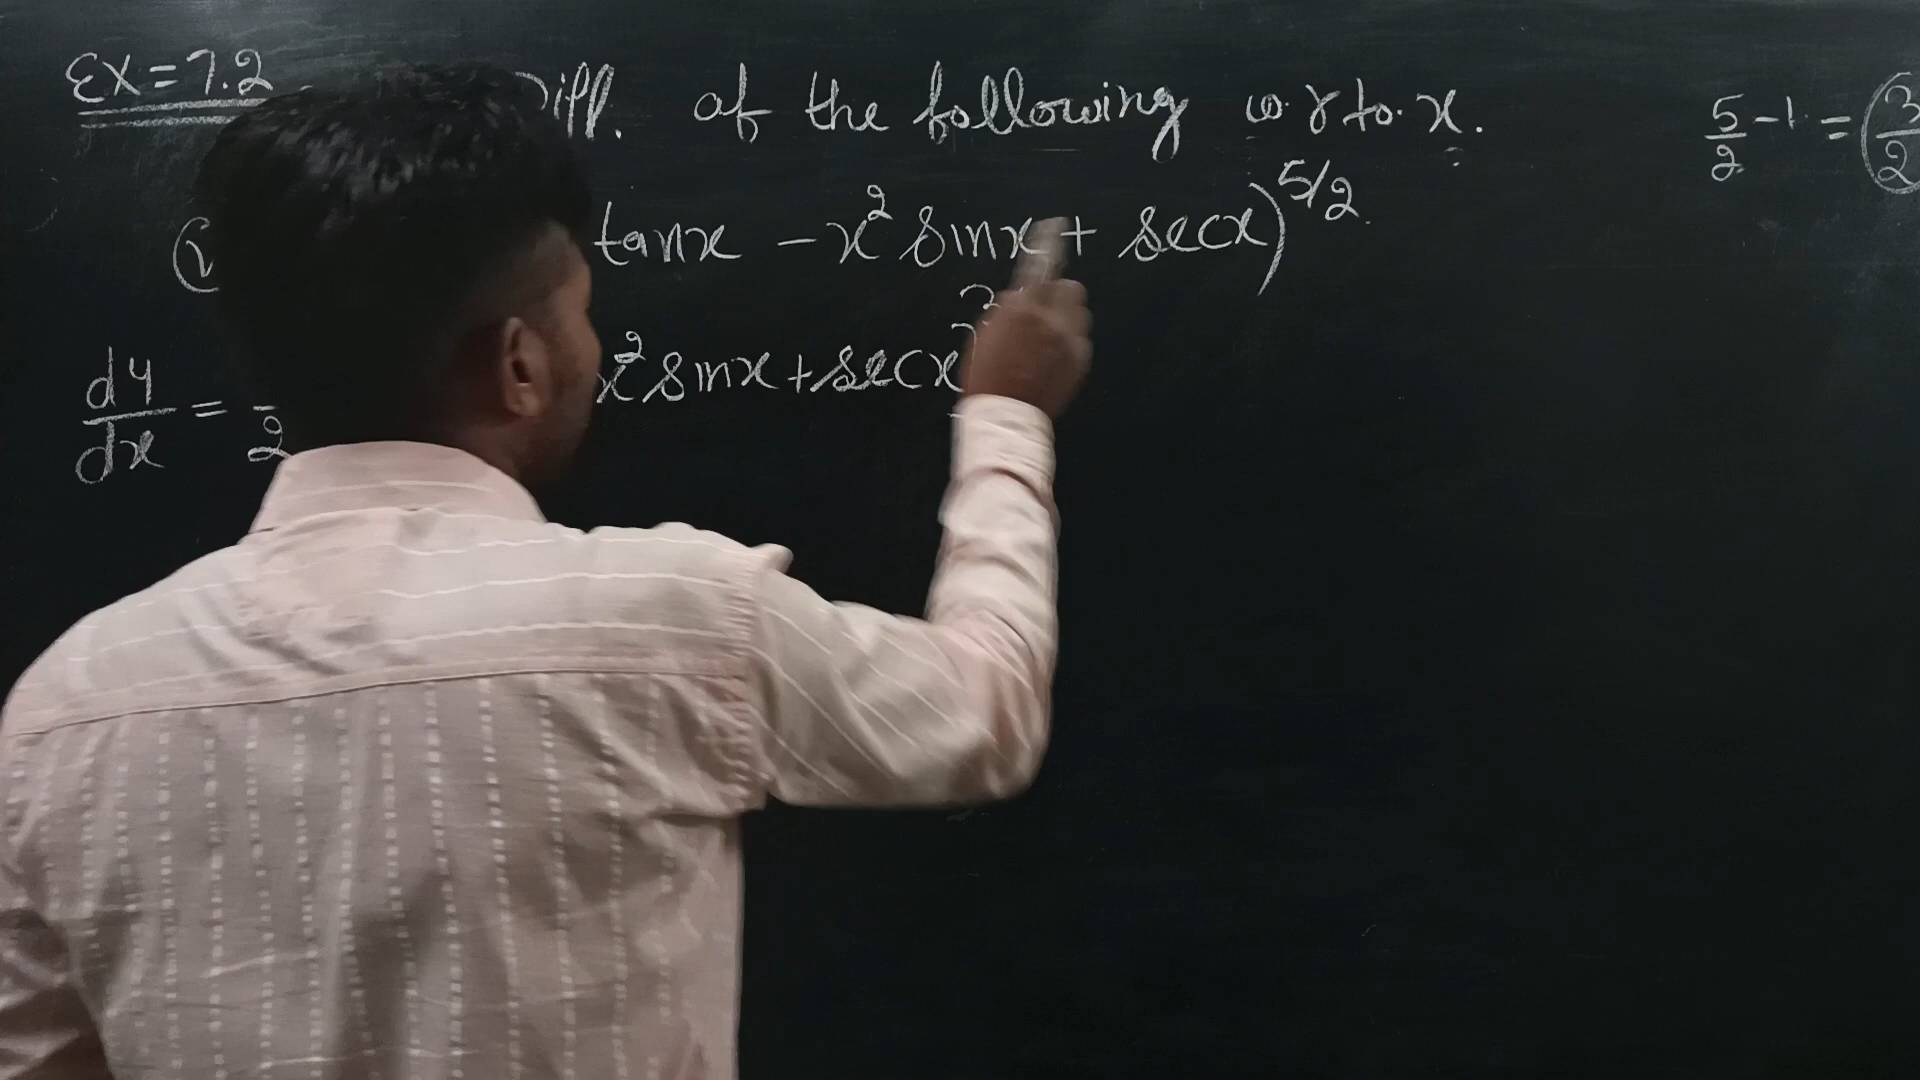 Ex=7.2 Diff. of the following w.r to. x.
5/2 -1 = 3/2
tanx - x² sinx + secx)^5/2
dy/dx = /2 x² sinx + secx)